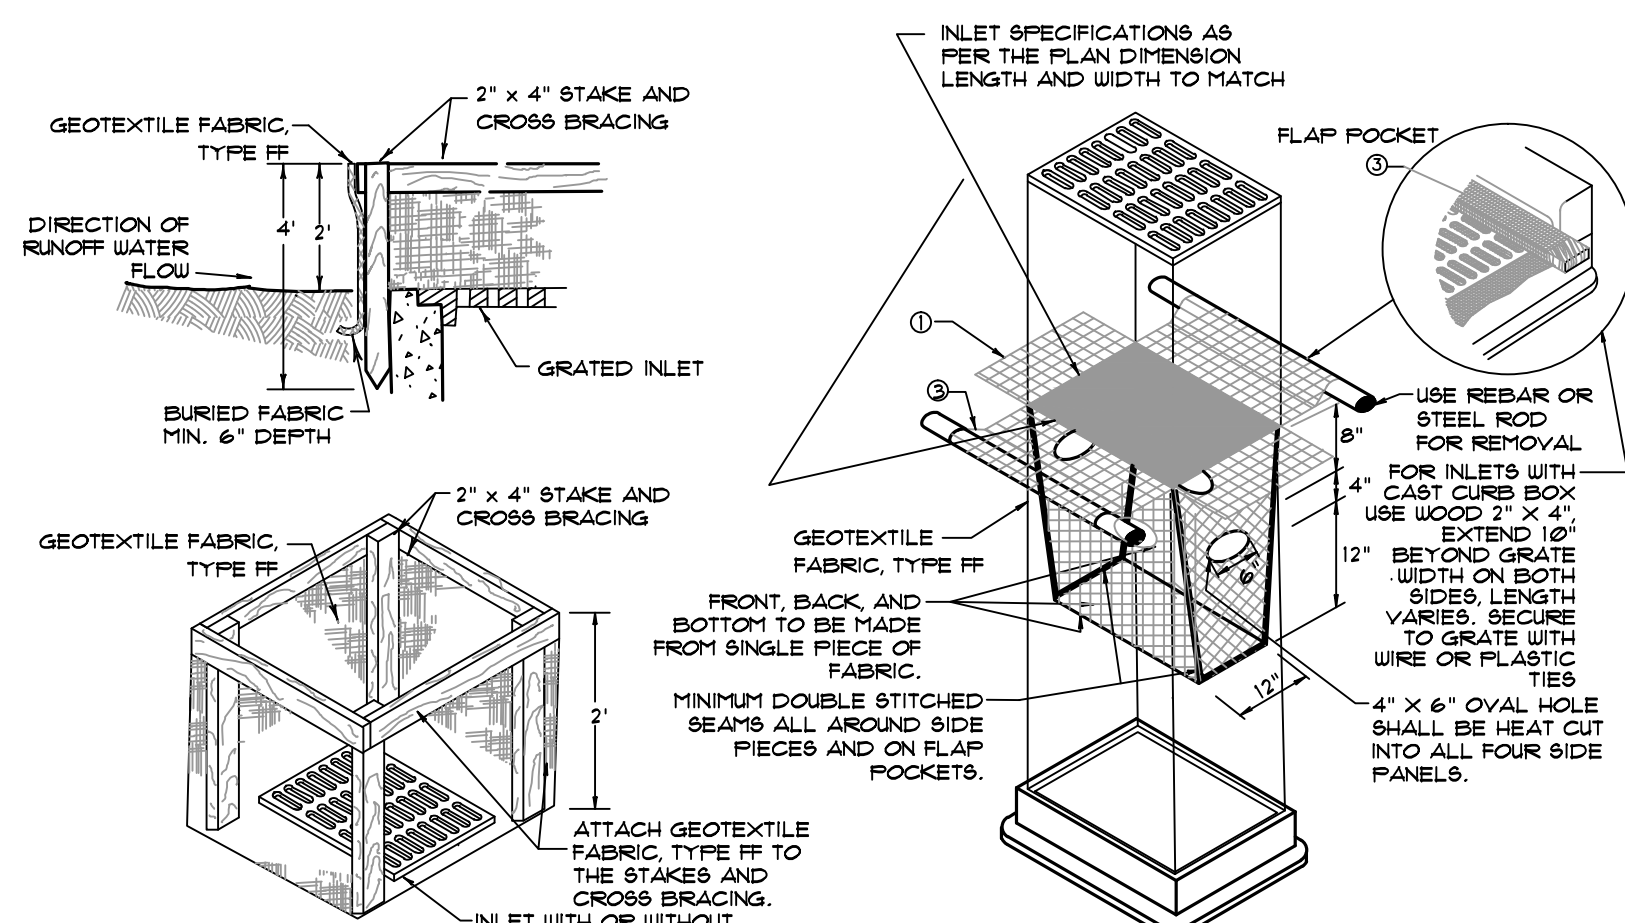 2" x 4" STAKE AND
CROSS BRACING
GEOTEXTILE FABRIC,
TYPE FF
DIRECTION OF
RUNOFF WATER
FLOW
4'
2'
GRATED INLET
BURIED FABRIC
MIN. 6" DEPTH
2" x 4" STAKE AND
CROSS BRACING
GEOTEXTILE FABRIC,
TYPE FF
2'
ATTACH GEOTEXTILE
FABRIC, TYPE FF TO
THE STAKES AND
CROSS BRACING.
INLET WITH OR WITHOUT
INLET SPECIFICATIONS AS
PER THE PLAN DIMENSION
LENGTH AND WIDTH TO MATCH
FLAP POCKET
3
1
3
USE REBAR OR
STEEL ROD
FOR REMOVAL
8"
4"
12"
6"
12"
FOR INLETS WITH
CAST CURB BOX
USE WOOD 2" X 4",
EXTEND 10"
BEYOND GRATE
WIDTH ON BOTH
SIDES, LENGTH
VARIES. SECURE
TO GRATE WITH
WIRE OR PLASTIC
TIES
GEOTEXTILE
FABRIC, TYPE FF
FRONT, BACK, AND
BOTTOM TO BE MADE
FROM SINGLE PIECE OF
FABRIC.
MINIMUM DOUBLE STITCHED
SEAMS ALL AROUND SIDE
PIECES AND ON FLAP
POCKETS.
4" X 6" OVAL HOLE
SHALL BE HEAT CUT
INTO ALL FOUR SIDE
PANELS.